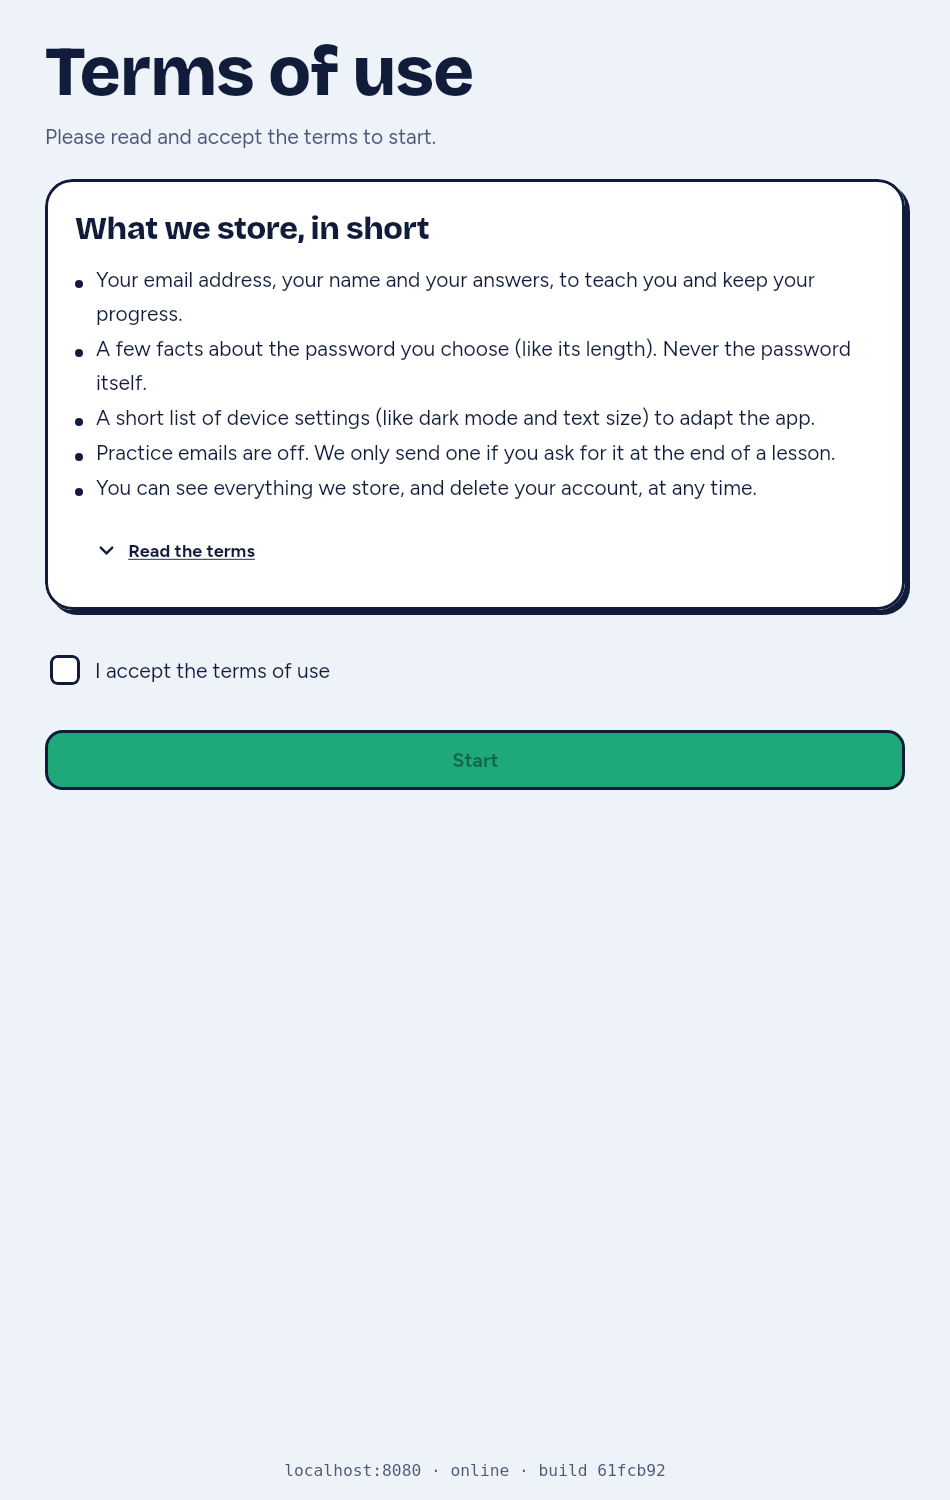 Terms of use
Please read and accept the terms to start.
What we store, in short
Your email address, your name and your answers, to teach you and keep your
progress.
A few facts about the password you choose (like its length). Never the password
itself.
A short list of device settings (like dark mode and text size) to adapt the app.
Practice emails are off. We only send one if you ask for it at the end of a lesson.
You can see everything we store, and delete your account, at any time.
Read the terms
I accept the terms of use
Start
localhost:8080 · online · build 61fcb92